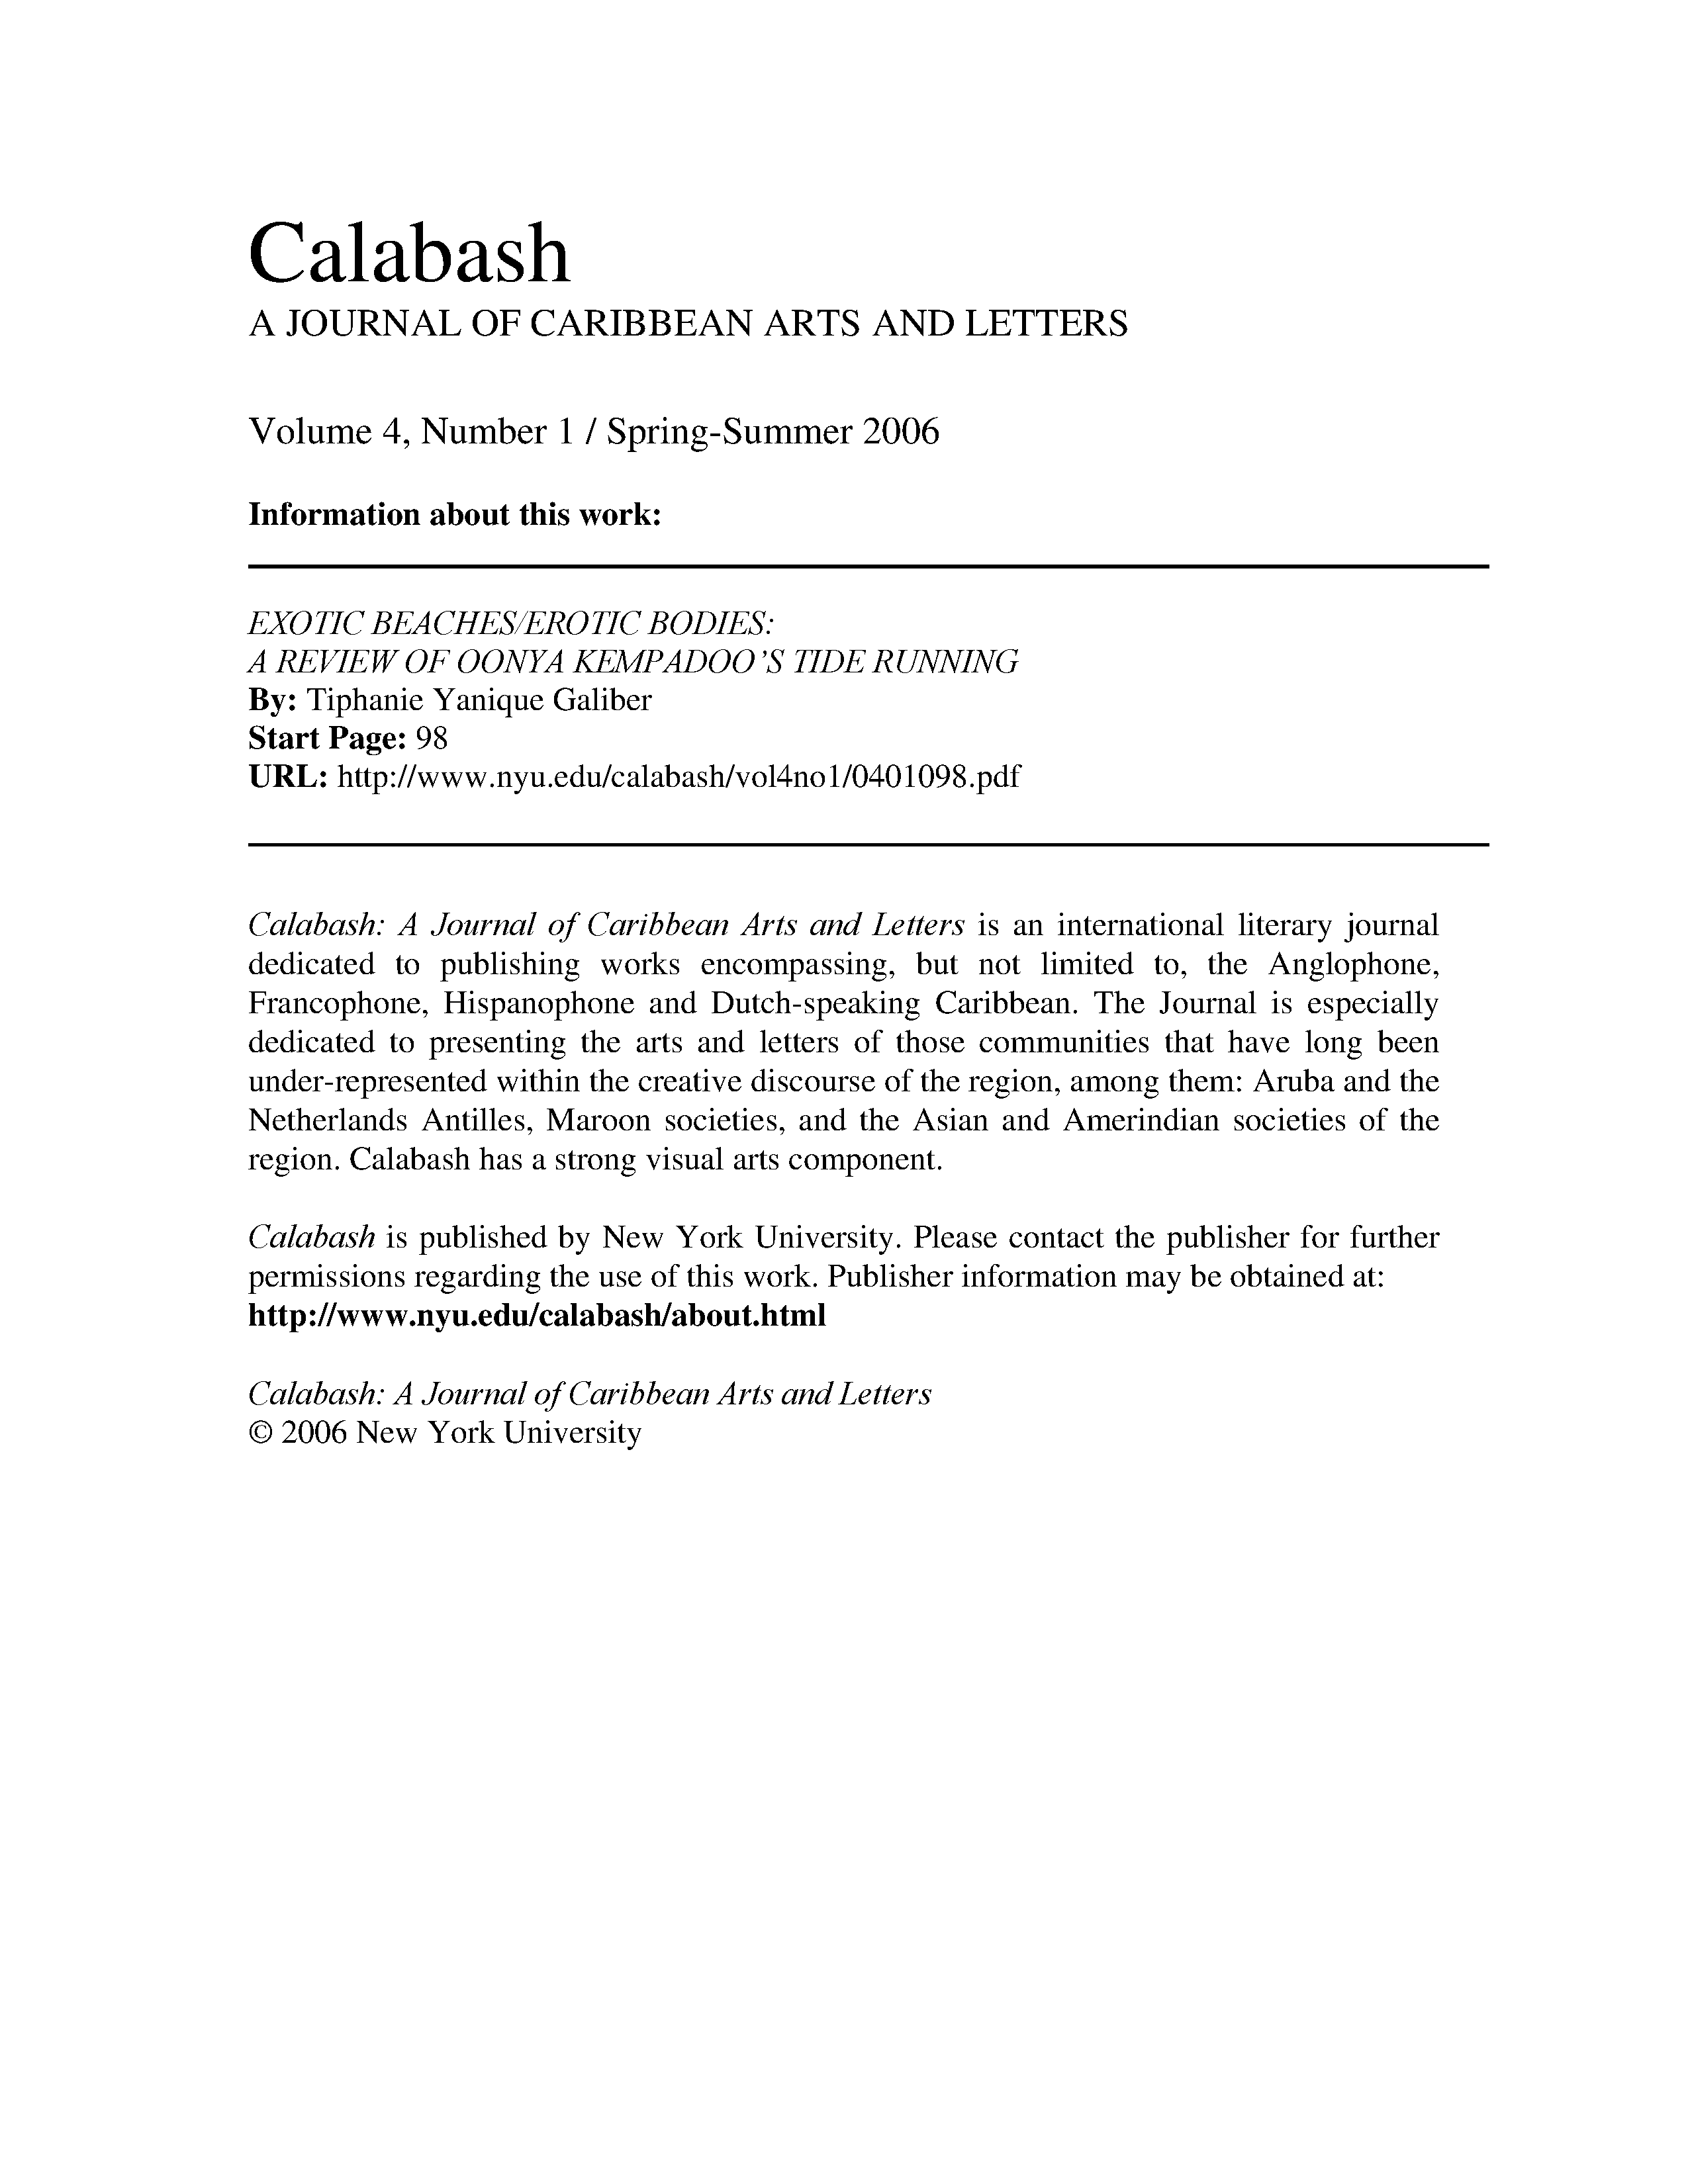 Calabash
A JOURNAL OF CARIBBEAN ARTS AND LETTERS
Volume 4, Number 1 / Spring-Summer 2006
Information about this work:
EXOTIC BEACHES/EROTIC BODIES:
A REVIEW OF OONYA KEMPADOO'S TIDE RUNNING
By: Tiphanie Yanique Galiber
Start Page: 98
URL: http://www.nyu.edu/calabash/vol4no1/0401098.pdf
Calabash: A Journal of Caribbean Arts and Letters is an international literary journal
dedicated to publishing works encompassing, but not limited to, the Anglophone,
Francophone, Hispanophone and Dutch-speaking Caribbean. The Journal is especially
dedicated to presenting the arts and letters of those communities that have long been
under-represented within the creative discourse of the region, among them: Aruba and the
Netherlands Antilles, Maroon societies, and the Asian and Amerindian societies of the
region. Calabash has a strong visual arts component.
Calabash is published by New York University. Please contact the publisher for further
permissions regarding the use of this work. Publisher information may be obtained at:
http://www.nyu.edu/calabash/about.html
Calabash: A Journal of Caribbean Arts and Letters
© 2006 New York University